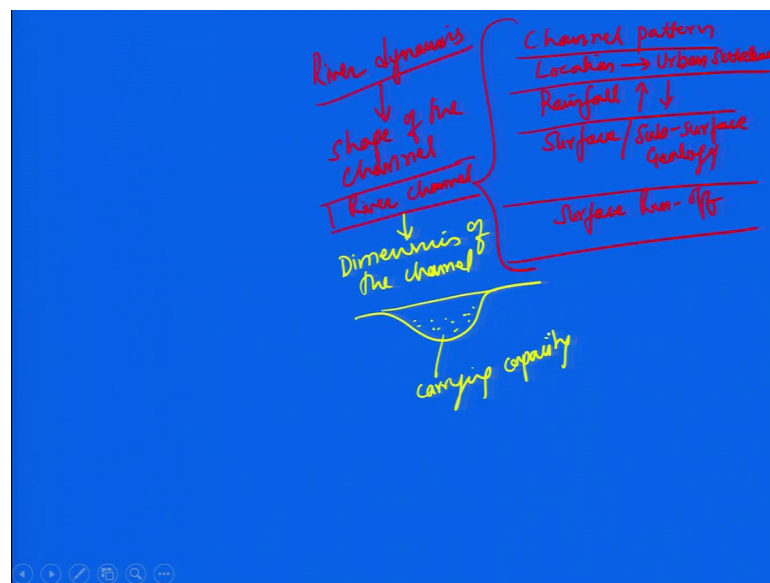 River dynamics
Shape of the
channel
River channel
Dimensions of
the channel
carrying capacity
Channel pattern
Location → Urban
Rainfall ↑ ↓
Surface / Sub-surface
Geology
Surface Run-off